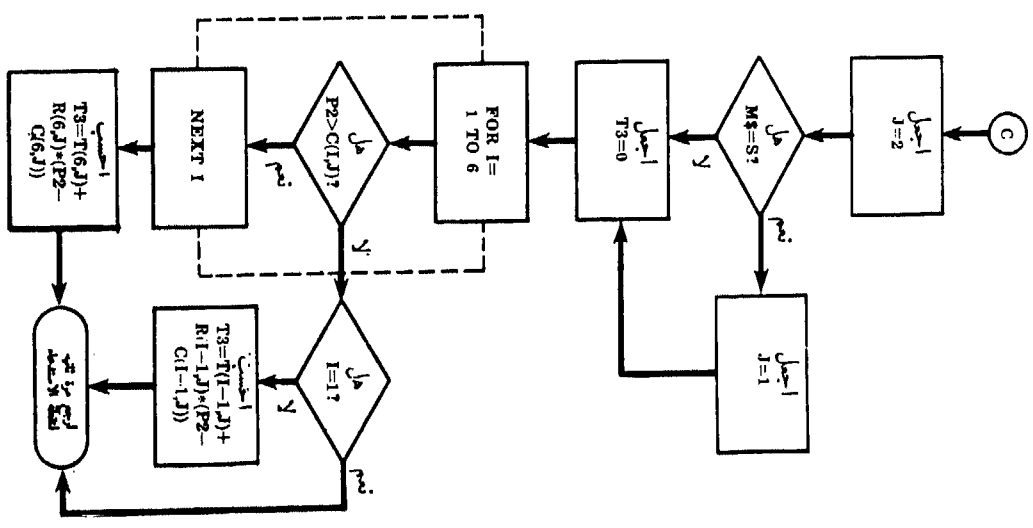 C
اجعل
J=2
هل
M$=S?
نعم
لا
اجعل
J=1
اجعل
T3=0
FOR I=
1 TO 6
هل
P2>C(I,J)?
نعم
لا
NEXT I
هل
I=1?
لا
نعم
احسب
T3=T(6,J)+
R(6,J)*(P2–
C(6,J))
احسب
T3=T(I–1,J)+
R(I–1,J)*(P2–
C(I–1,J))